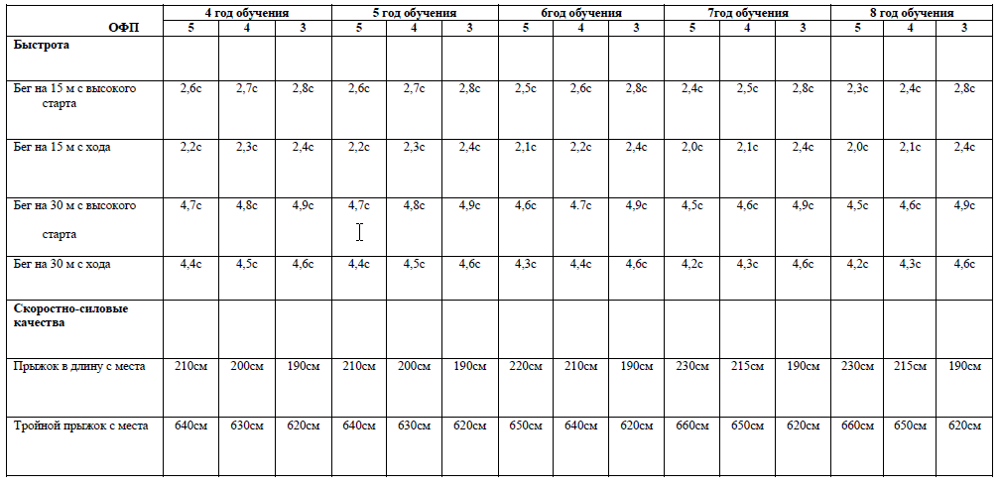 4 год обучения 5 год обучения 6год обучения 7год обучения 8 год обучения
ОФП 5 4 3 5 4 3 5 4 3 5 4 3 5 4 3
Быстрота
Бег на 15 м с высокого 2,6с 2,7с 2,8с 2,6с 2,7с 2,8с 2,5с 2,6с 2,8с 2,4с 2,5с 2,8с 2,3с 2,4с 2,8с
старта
Бег на 15 м с хода 2,2с 2,3с 2,4с 2,2с 2,3с 2,4с 2,1с 2,2с 2,4с 2,0с 2,1с 2,4с 2,0с 2,1с 2,4с
Бег на 30 м с высокого 4,7с 4,8с 4,9с 4,7с 4,8с 4,9с 4,6с 4.7с 4,9с 4,5с 4,6с 4,9с 4,5с 4,6с 4,9с
старта
Бег на 30 м с хода 4,4с 4,5с 4,6с 4,4с 4,5с 4,6с 4,3с 4,4с 4,6с 4,2с 4,3с 4,6с 4,2с 4,3с 4,6с
Скоростно-силовые
качества
Прыжок в длину с места 210см 200см 190см 210см 200см 190см 220см 210см 190см 230см 215см 190см 230см 215см 190см
Тройной прыжок с места 640см 630см 620см 640см 630см 620см 650см 640см 620см 660см 650см 620см 660см 650см 620см